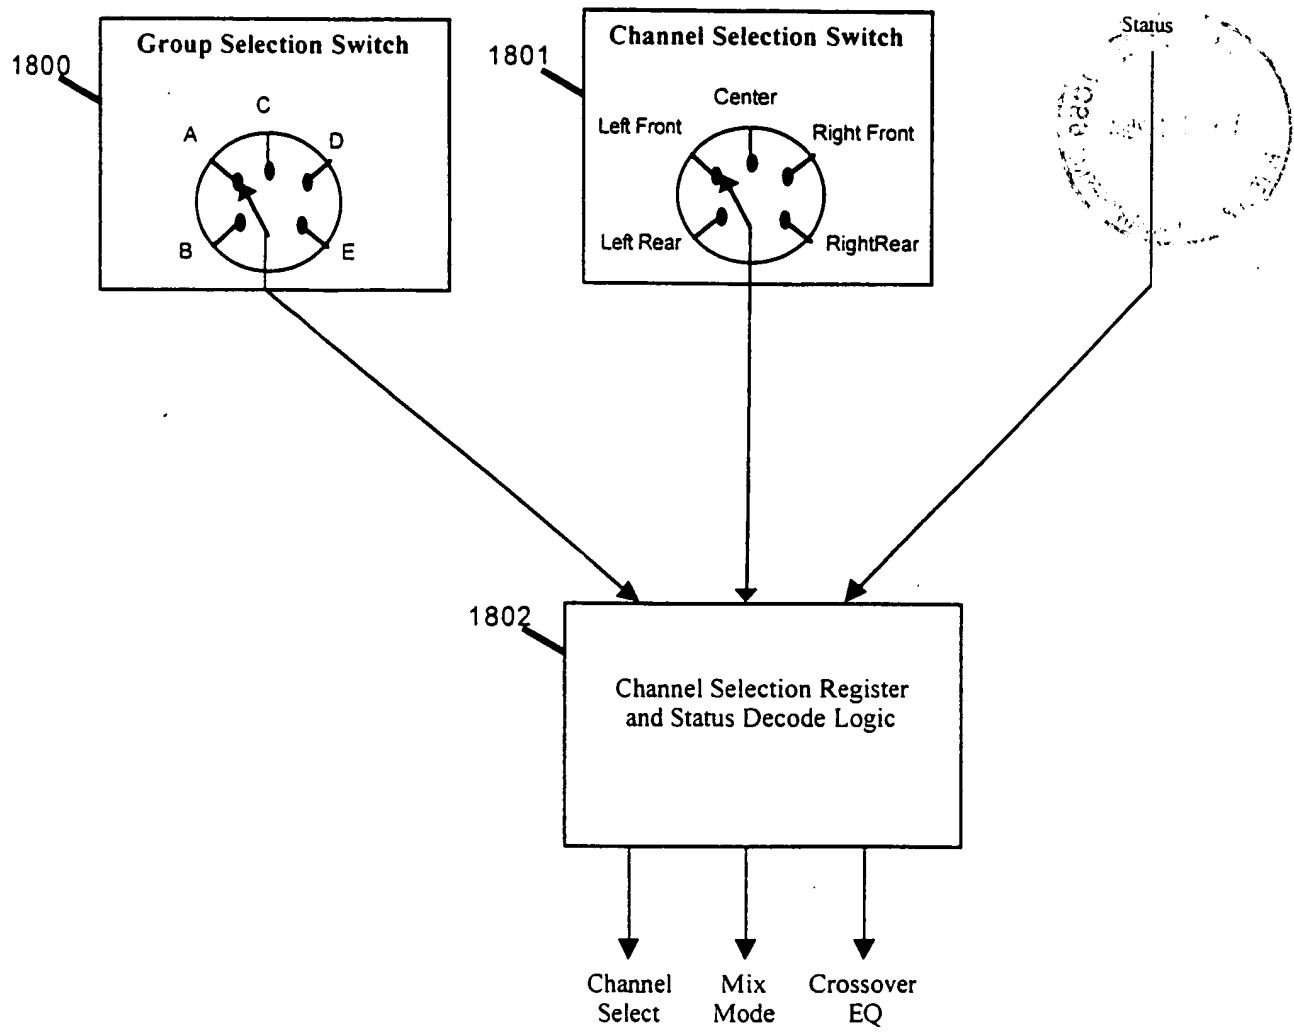 Group Selection Switch
1800
C
A
D
B
E
Channel Selection Switch
1801
Center
Left Front
Right Front
Left Rear
RightRear
Status
1802
Channel Selection Register
and Status Decode Logic
Channel
Select
Mix
Mode
Crossover
EQ